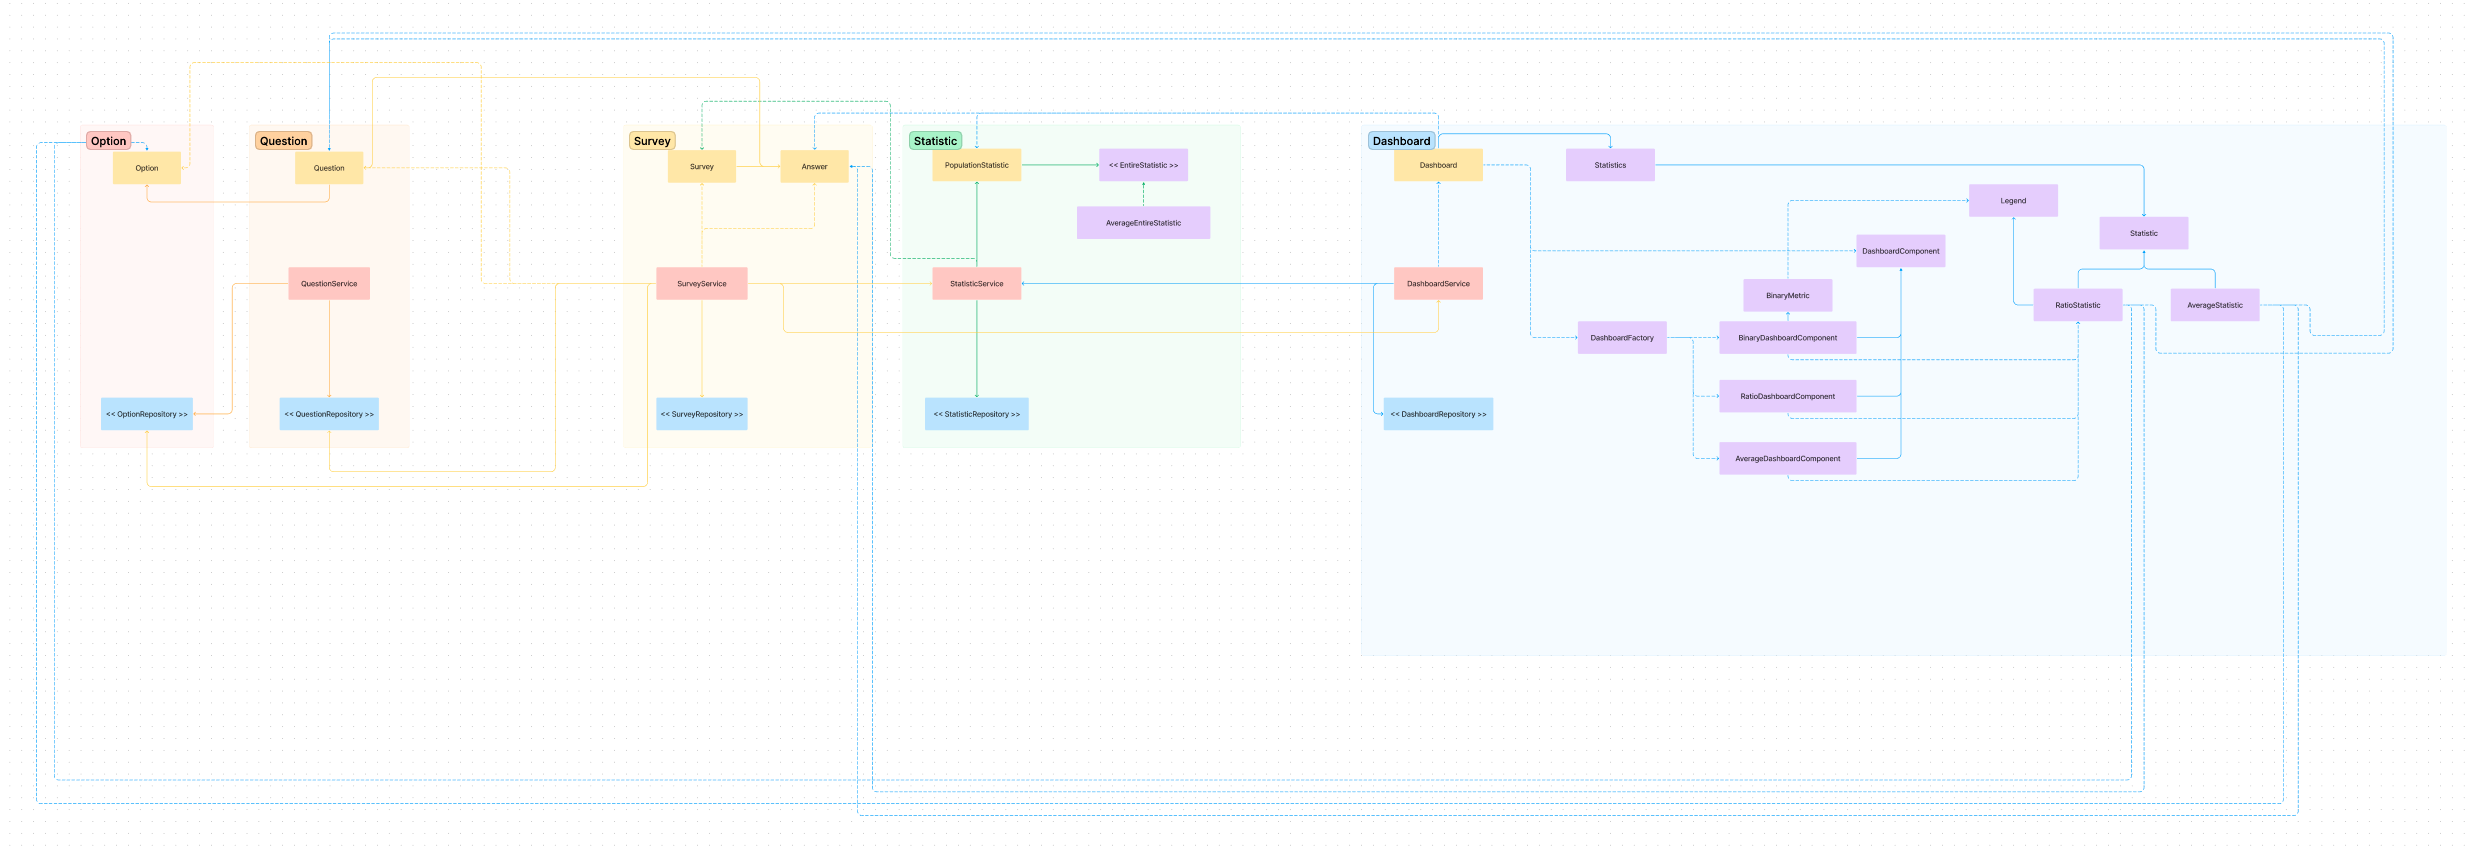 Option
Option
<< OptionRepository >>
Question
Question
QuestionService
<< QuestionRepository >>
Survey
Survey
Answer
SurveyService
<< SurveyRepository >>
Statistic
PopulationStatistic
<< EntireStatistic >>
AverageEntireStatistic
StatisticService
<< StatisticRepository >>
Dashboard
Dashboard
Statistics
Legend
Statistic
DashboardComponent
DashboardService
BinaryMetric
RatioStatistic
AverageStatistic
DashboardFactory
BinaryDashboardComponent
RatioDashboardComponent
<< DashboardRepository >>
AverageDashboardComponent